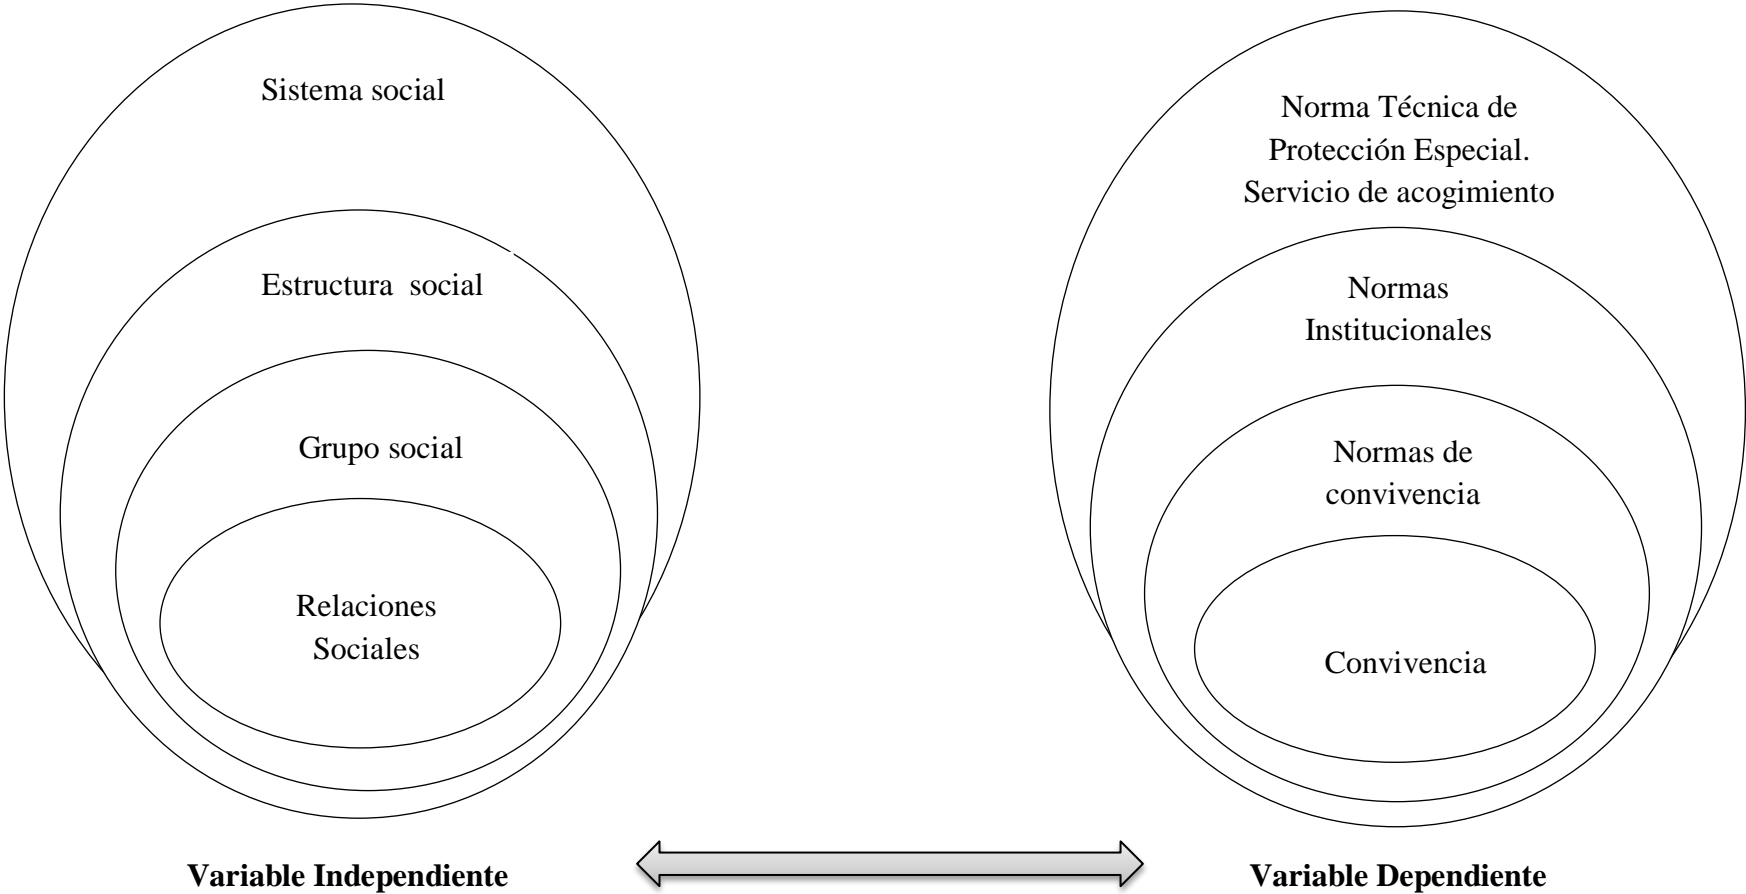 Sistema social
Estructura  social
Grupo social
Relaciones
Sociales
Variable Independiente
Norma Técnica de
Protección Especial.
Servicio de acogimiento
Normas
Institucionales
Normas de
convivencia
Convivencia
Variable Dependiente